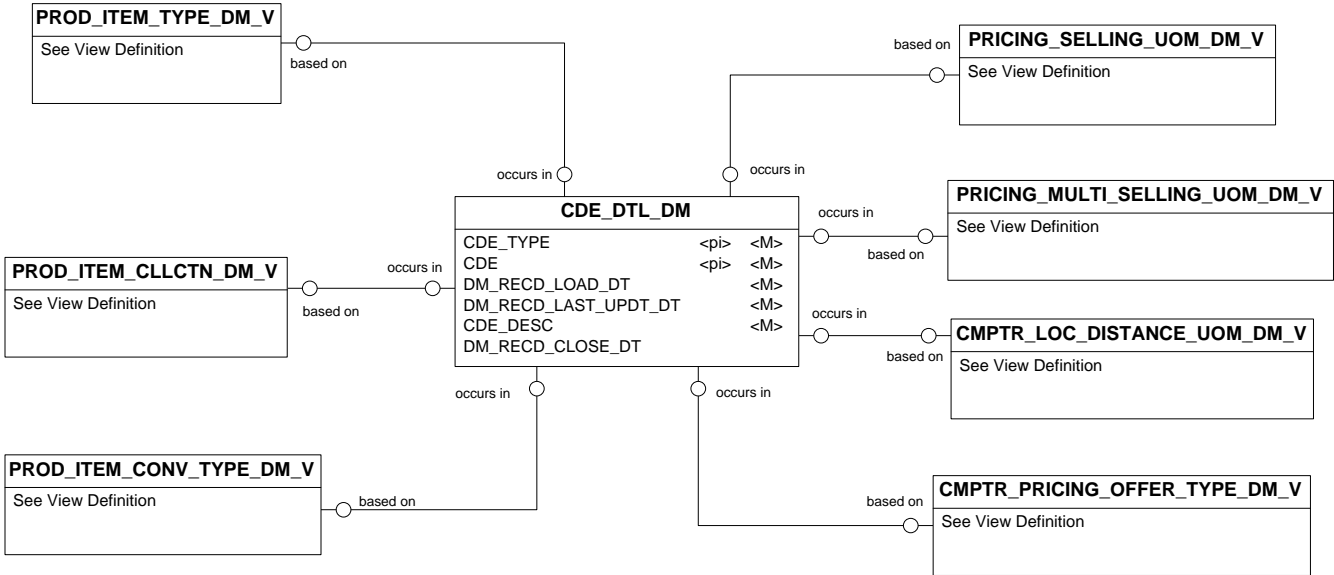 PROD_ITEM_TYPE_DM_V
See View Definition
based on
occurs in
based on
PRICING_SELLING_UOM_DM_V
See View Definition
occurs in
CDE_DTL_DM
CDE_TYPE <pi> <M>
CDE <pi> <M>
DM_RECD_LOAD_DT <M>
DM_RECD_LAST_UPDT_DT <M>
CDE_DESC <M>
DM_RECD_CLOSE_DT
occurs in
based on
PRICING_MULTI_SELLING_UOM_DM_V
See View Definition
PROD_ITEM_CLLCTN_DM_V
See View Definition
based on
occurs in
occurs in
based on
CMPTR_LOC_DISTANCE_UOM_DM_V
See View Definition
occurs in
occurs in
PROD_ITEM_CONV_TYPE_DM_V
See View Definition
based on
based on
CMPTR_PRICING_OFFER_TYPE_DM_V
See View Definition